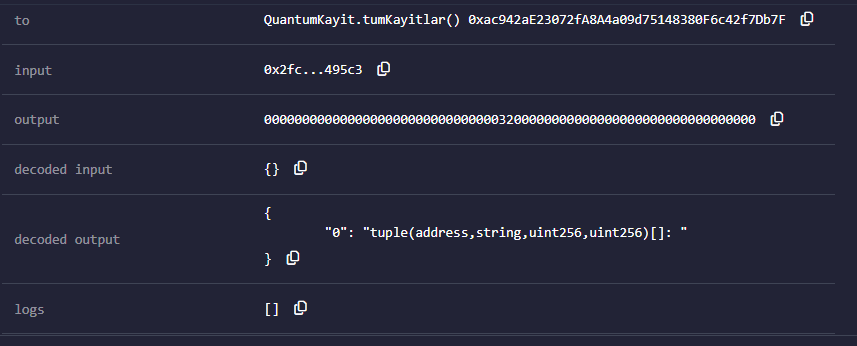 to QuantumKayit.tumKayitlar() 0xac942aE23072fA8A4a09d75148380F6c42f7Db7F
input 0x2fc...495c3
output 00000000000000000000000000000003200000000000000000000000000000000
decoded input {}
{
decoded output "0": "tuple(address,string,uint256,uint256)[]: "
}
logs []